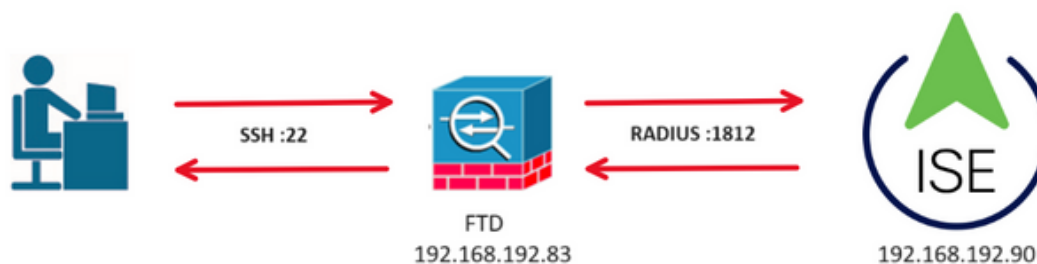 SSH :22
RADIUS :1812
ISE
FTD
192.168.192.83
192.168.192.90